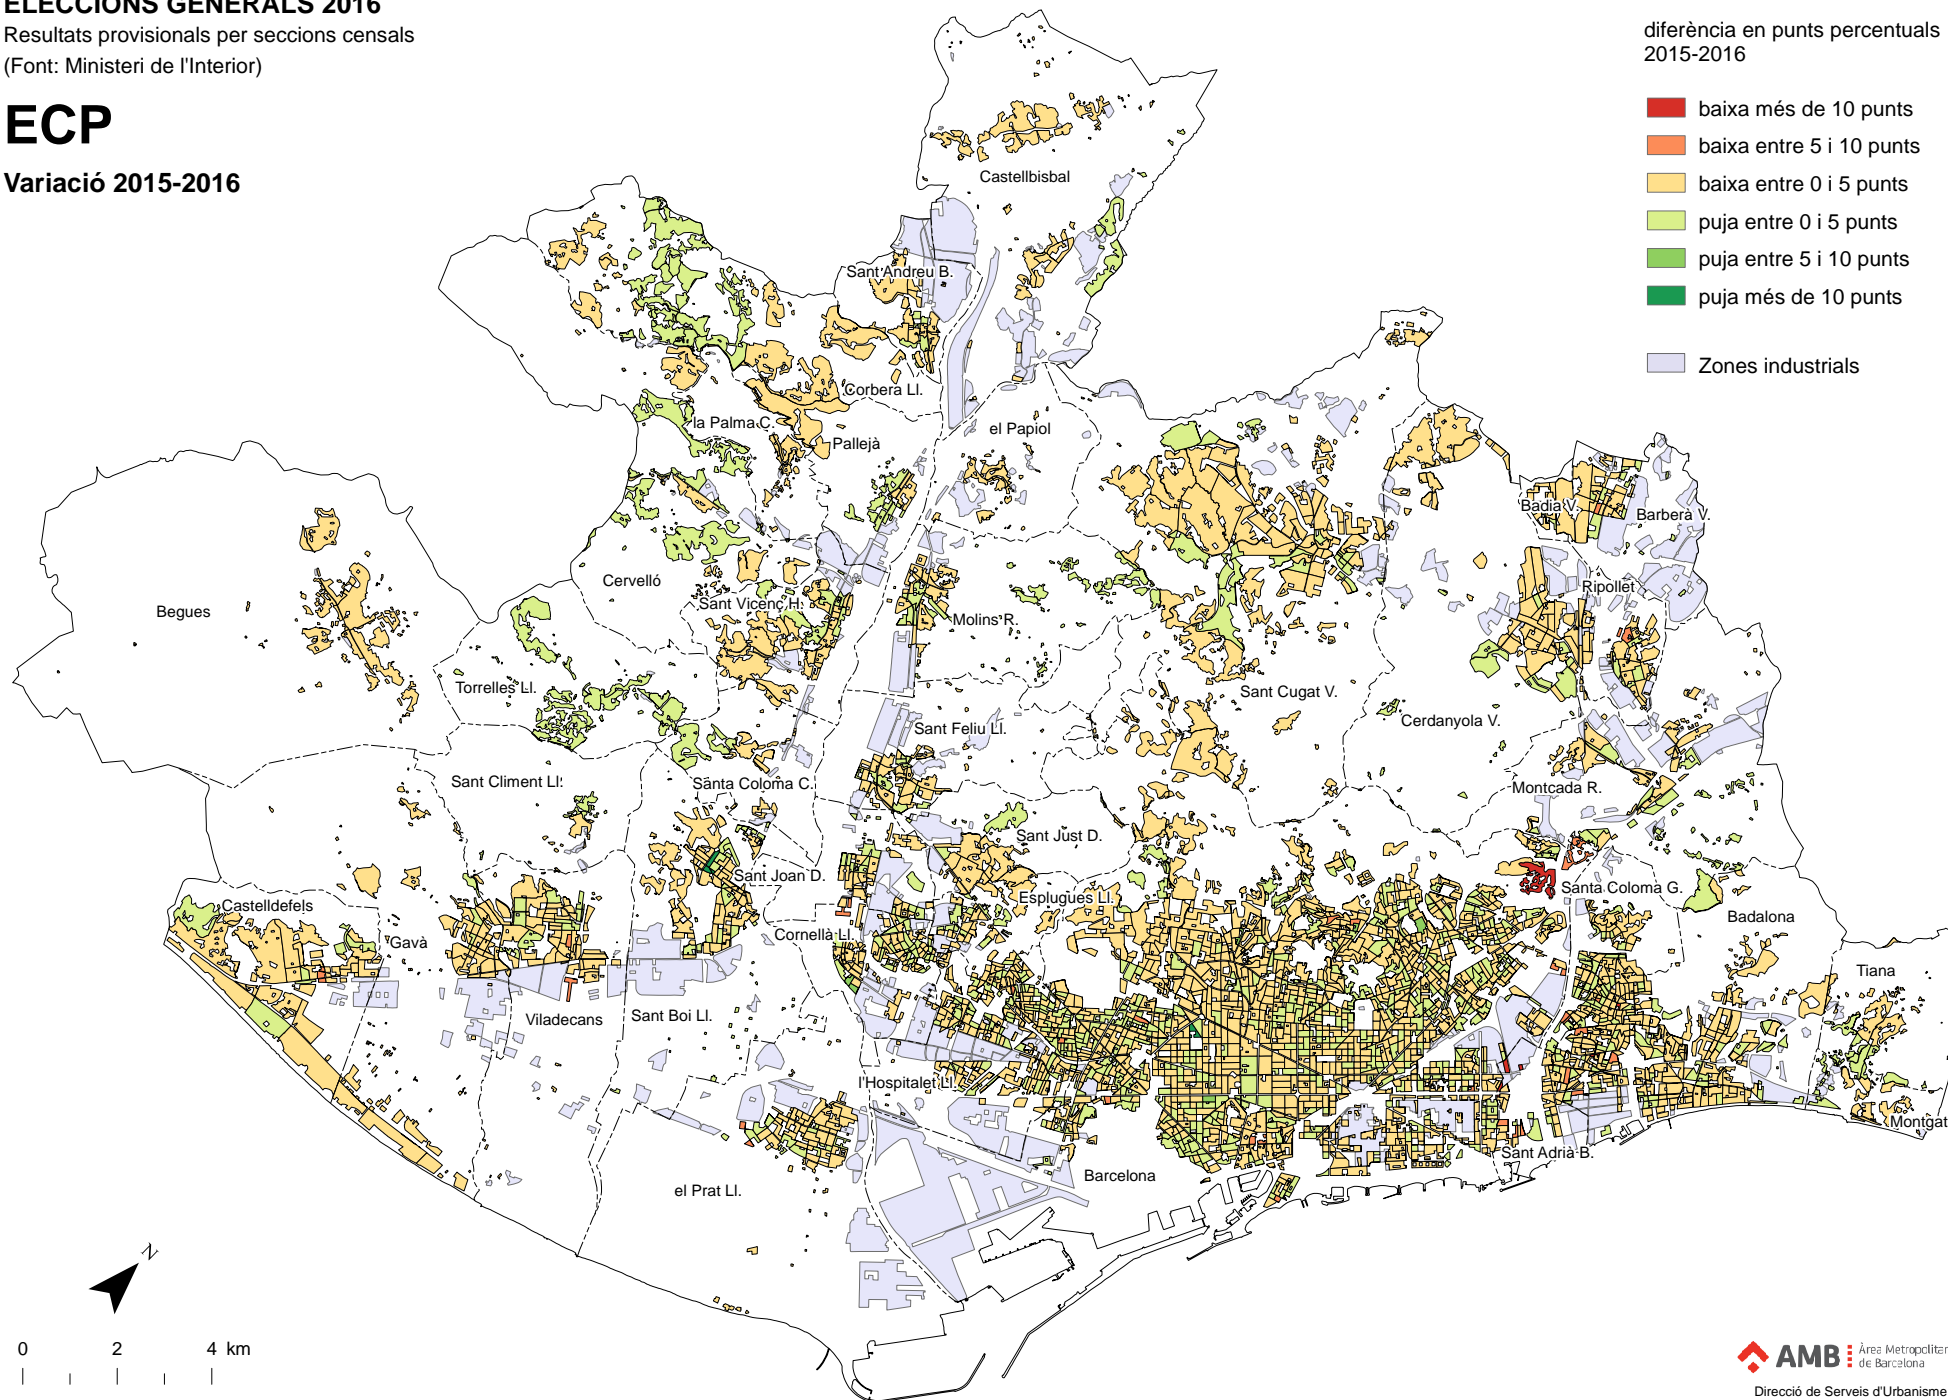 ELECCIONS GENERALS 2016
Resultats provisionals per seccions censals
(Font: Ministeri de l'Interior)
ECP
Variació 2015-2016
diferència en punts percentuals
2015-2016
baixa més de 10 punts
baixa entre 5 i 10 punts
baixa entre 0 i 5 punts
puja entre 0 i 5 punts
puja entre 5 i 10 punts
puja més de 10 punts
Zones industrials
Castellbisbal
Sant Andreu B.
Corbera Ll.
la Palma C.
Pallejà
el Papiol
Badia V.
Barberà V.
Cervelló
Begues
Sant Vicenç H.
Ripollet
Molins R.
Torrelles Ll.
Sant Cugat V.
Cerdanyola V.
Sant Feliu Ll.
Sant Climent Ll.
Santa Coloma C.
Montcada R.
Sant Just D.
Sant Joan D.
Santa Coloma G.
Esplugues Ll.
Castelldefels
Badalona
Gavà
Cornellà Ll.
Tiana
Viladecans
Sant Boi Ll.
l'Hospitalet Ll.
Montgat
Sant Adrià B.
Barcelona
el Prat Ll.
N
0 2 4 km
AMB
Àrea Metropolitan
de Barcelona
Direcció de Serveis d'Urbanisme